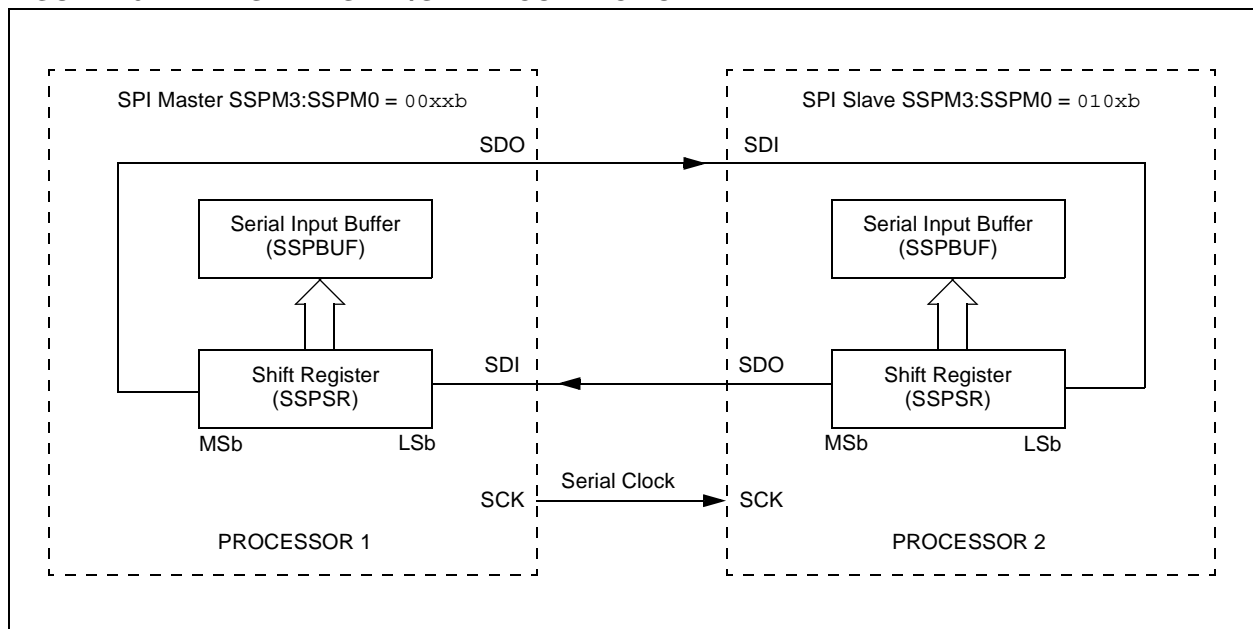 SPI Master SSPM3:SSPM0 = 00xxb
SPI Slave SSPM3:SSPM0 = 010xb
SDO
SDI
Serial Input Buffer
(SSPBUF)
Serial Input Buffer
(SSPBUF)
Shift Register
(SSPSR)
SDI
SDO
Shift Register
(SSPSR)
MSb
LSb
MSb
LSb
Serial Clock
SCK
SCK
PROCESSOR 1
PROCESSOR 2